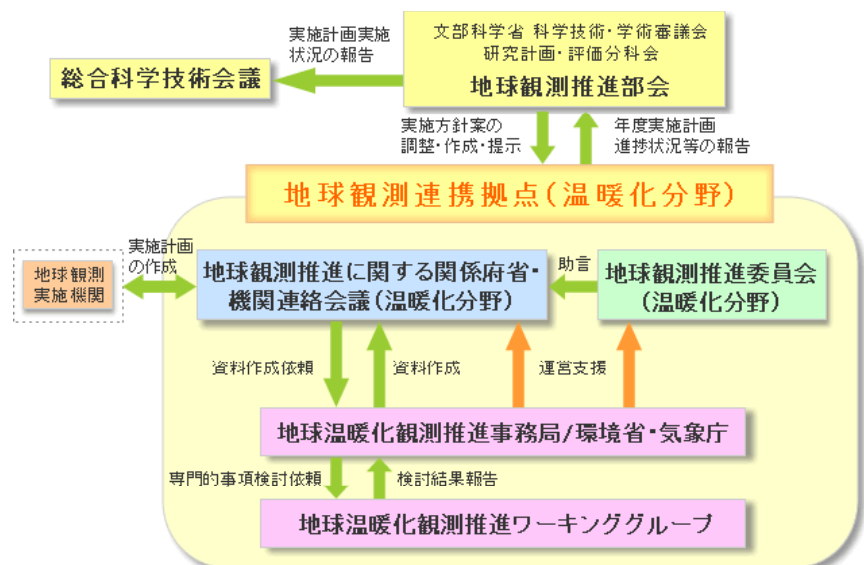 実施計画実施
状況の報告
文部科学省 科学技術・学術審議会
研究計画・評価分科会
地球観測推進部会
総合科学技術会議
実施方針案の
調整・作成・提示
年度実施計画
進捗状況等の報告
地球観測連携拠点(温暖化分野)
実施計画
の作成
地球観測
実施機関
地球観測推進に関する関係府省・
機関連絡会議(温暖化分野)
助言
地球観測推進委員会
(温暖化分野)
資料作成依頼
資料作成
運営支援
地球温暖化観測推進事務局/環境省・気象庁
専門的事項検討依頼
検討結果報告
地球温暖化観測推進ワーキンググループ